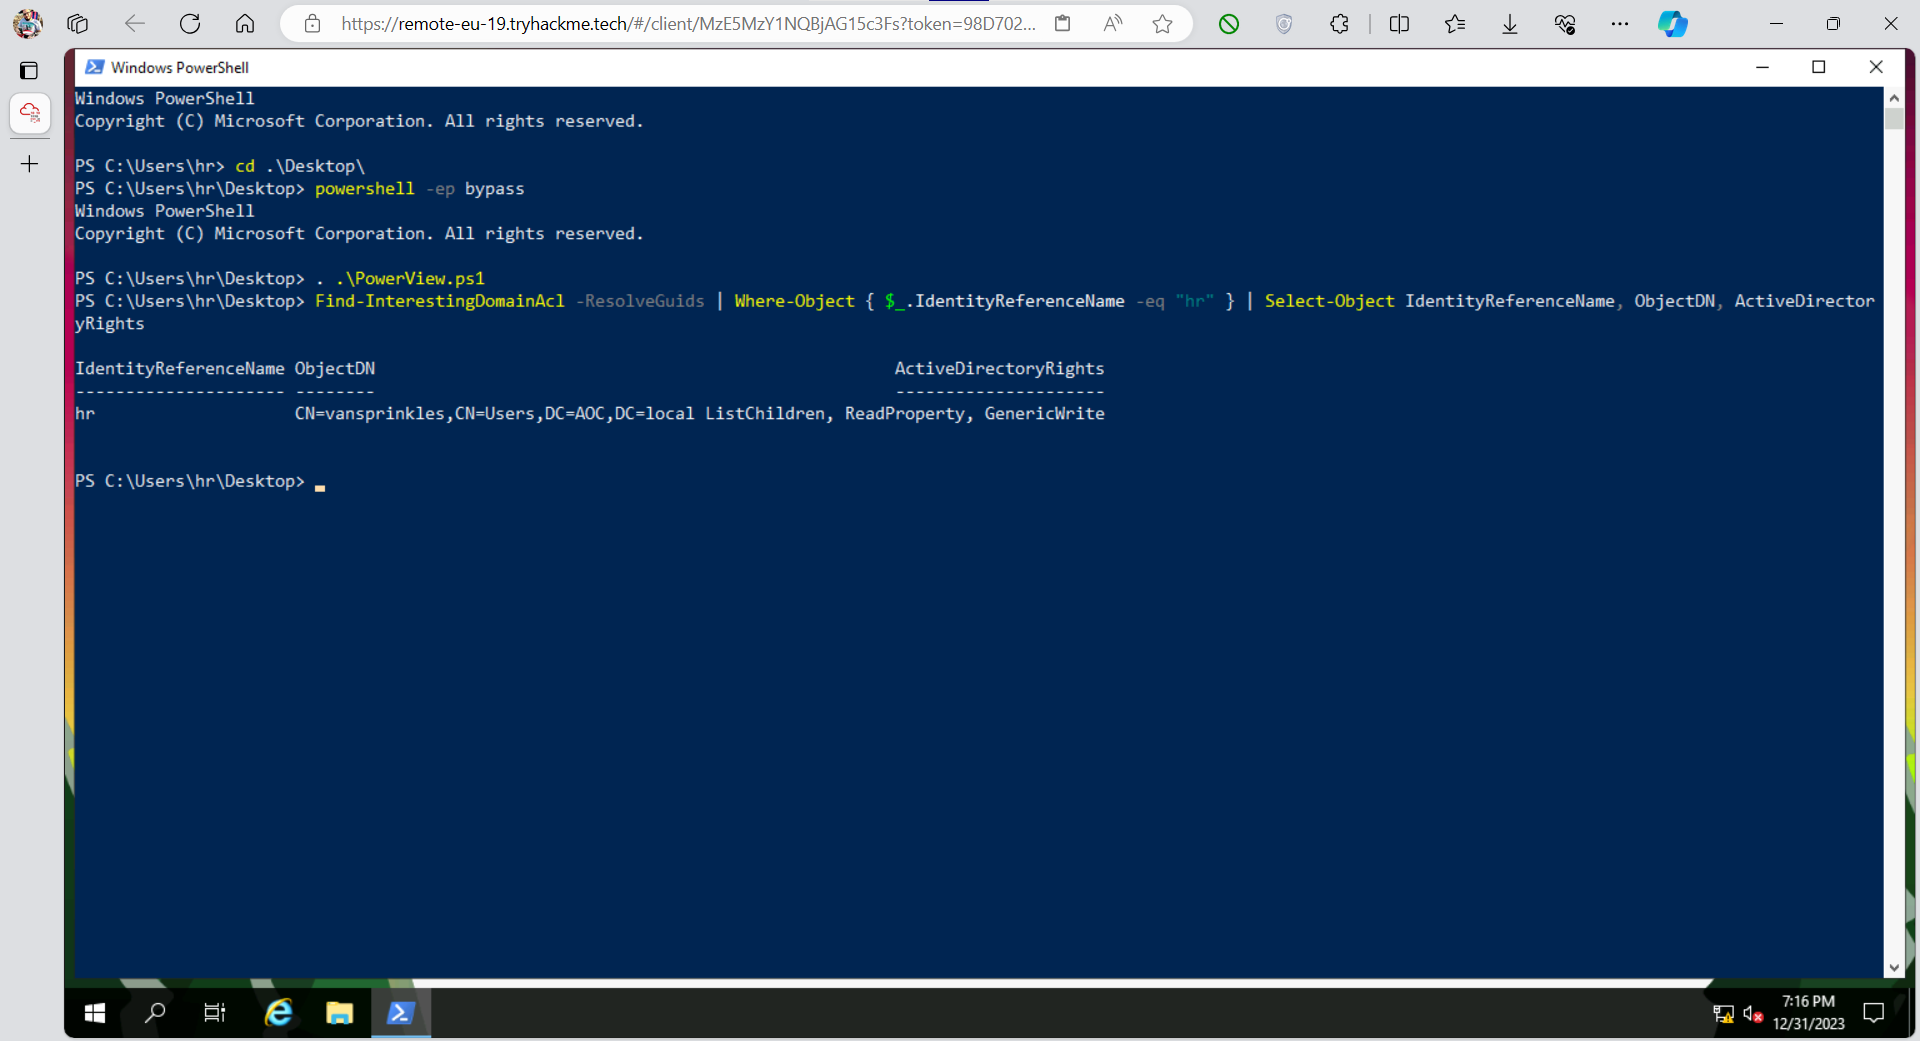 https://remote-eu-19.tryhackme.tech/#/client/MzE5MzY1NQBjAG15c3Fs?token=98D702...
Windows PowerShell
Windows PowerShell
Copyright (C) Microsoft Corporation. All rights reserved.
PS C:\Users\hr> cd .\Desktop\
PS C:\Users\hr\Desktop> powershell -ep bypass
Windows PowerShell
Copyright (C) Microsoft Corporation. All rights reserved.
PS C:\Users\hr\Desktop> . .\PowerView.ps1
PS C:\Users\hr\Desktop> Find-InterestingDomainAcl -ResolveGuids | Where-Object { $_.IdentityReferenceName -eq "hr" } | Select-Object IdentityReferenceName, ObjectDN, ActiveDirector
yRights
IdentityReferenceName ObjectDN ActiveDirectoryRights
--------------------- -------- ---------------------
hr CN=vansprinkles,CN=Users,DC=AOC,DC=local ListChildren, ReadProperty, GenericWrite
PS C:\Users\hr\Desktop>
7:16 PM
12/31/2023